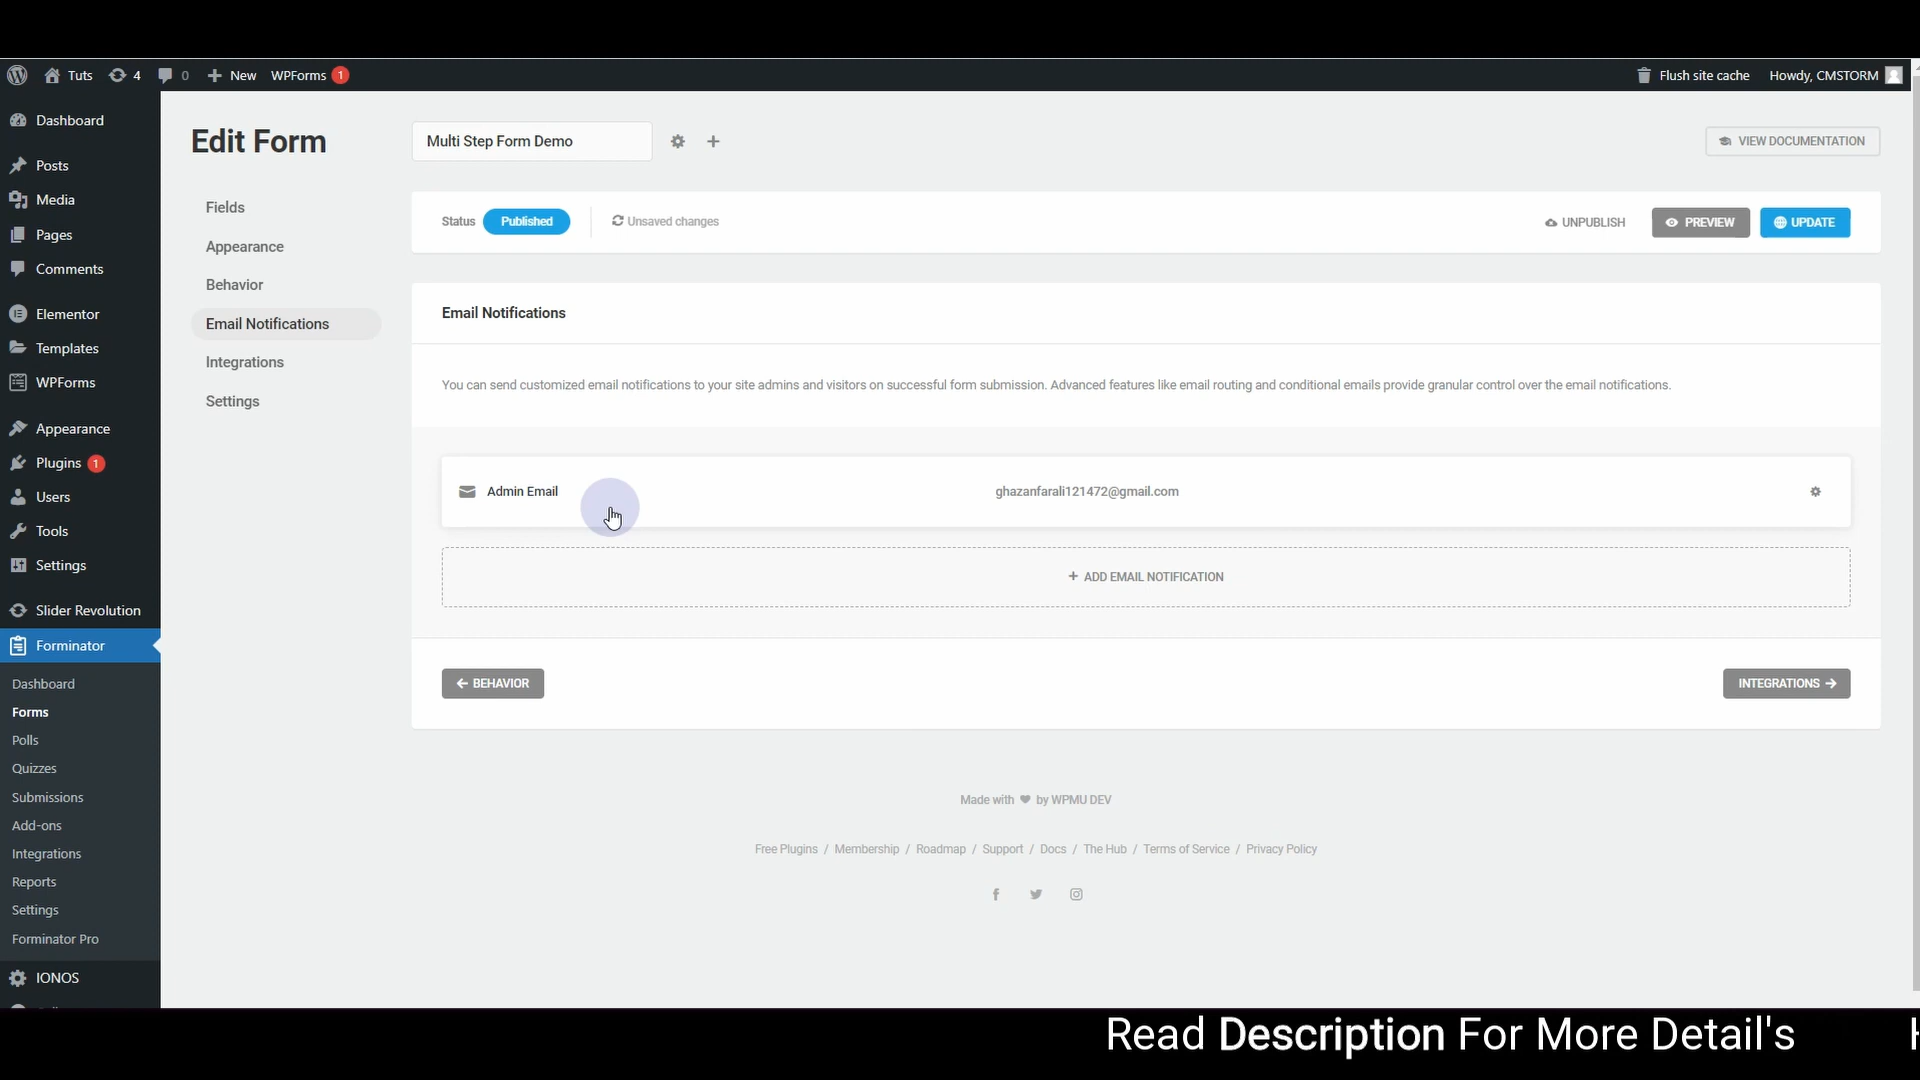 Tuts 4 0 New WPForms 1 Flush site cache Howdy, CMSTORM
Dashboard
Posts
Media
Pages
Comments
Elementor
Templates
WPForms
Appearance
Plugins 1
Users
Tools
Settings
Slider Revolution
Forminator
Dashboard
Forms
Polls
Quizzes
Submissions
Add-ons
Integrations
Reports
Settings
Forminator Pro
IONOS
Edit Form
Multi Step Form Demo
VIEW DOCUMENTATION
Fields
Appearance
Behavior
Email Notifications
Integrations
Settings
Status Published Unsaved changes UNPUBLISH PREVIEW UPDATE
Email Notifications
You can send customized email notifications to your site admins and visitors on successful form submission. Advanced features like email routing and conditional emails provide granular control over the email notifications.
Admin Email ghazanfarali121472@gmail.com
+ ADD EMAIL NOTIFICATION
← BEHAVIOR INTEGRATIONS →
Made with ♥ by WPMU DEV
Free Plugins / Membership / Roadmap / Support / Docs / The Hub / Terms of Service / Privacy Policy
Read Description For More Detail's